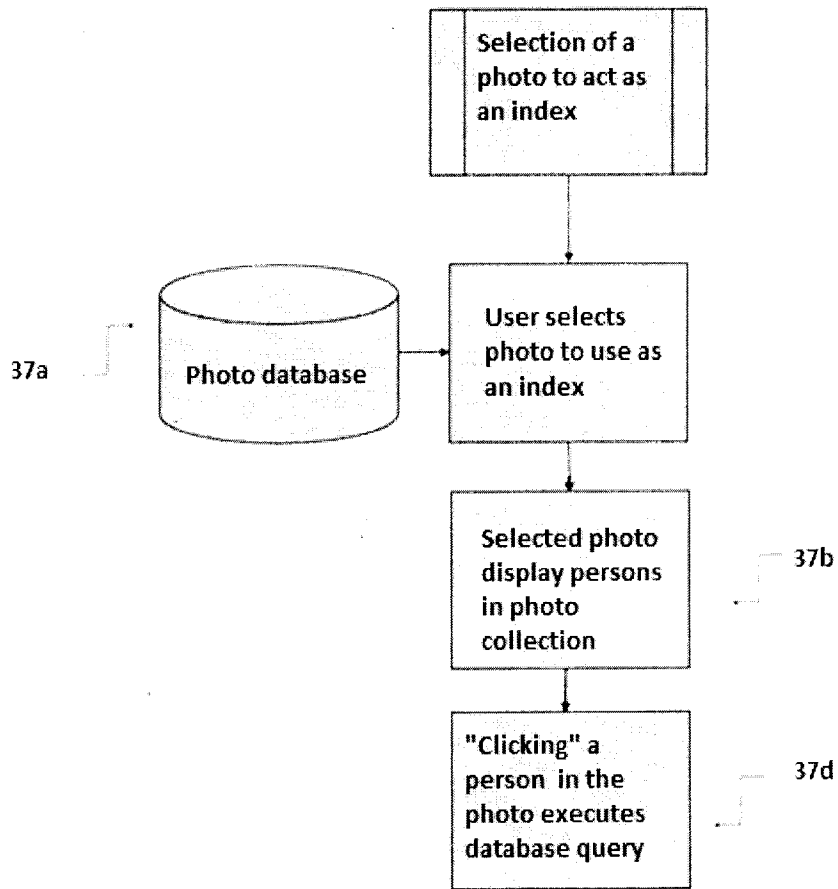 Selection of a
photo to act as
an index
User selects
photo to use as
an index
37a
Photo database
Selected photo
display persons
in photo
collection
37b
"Clicking" a
person in the
photo executes
database query
37d